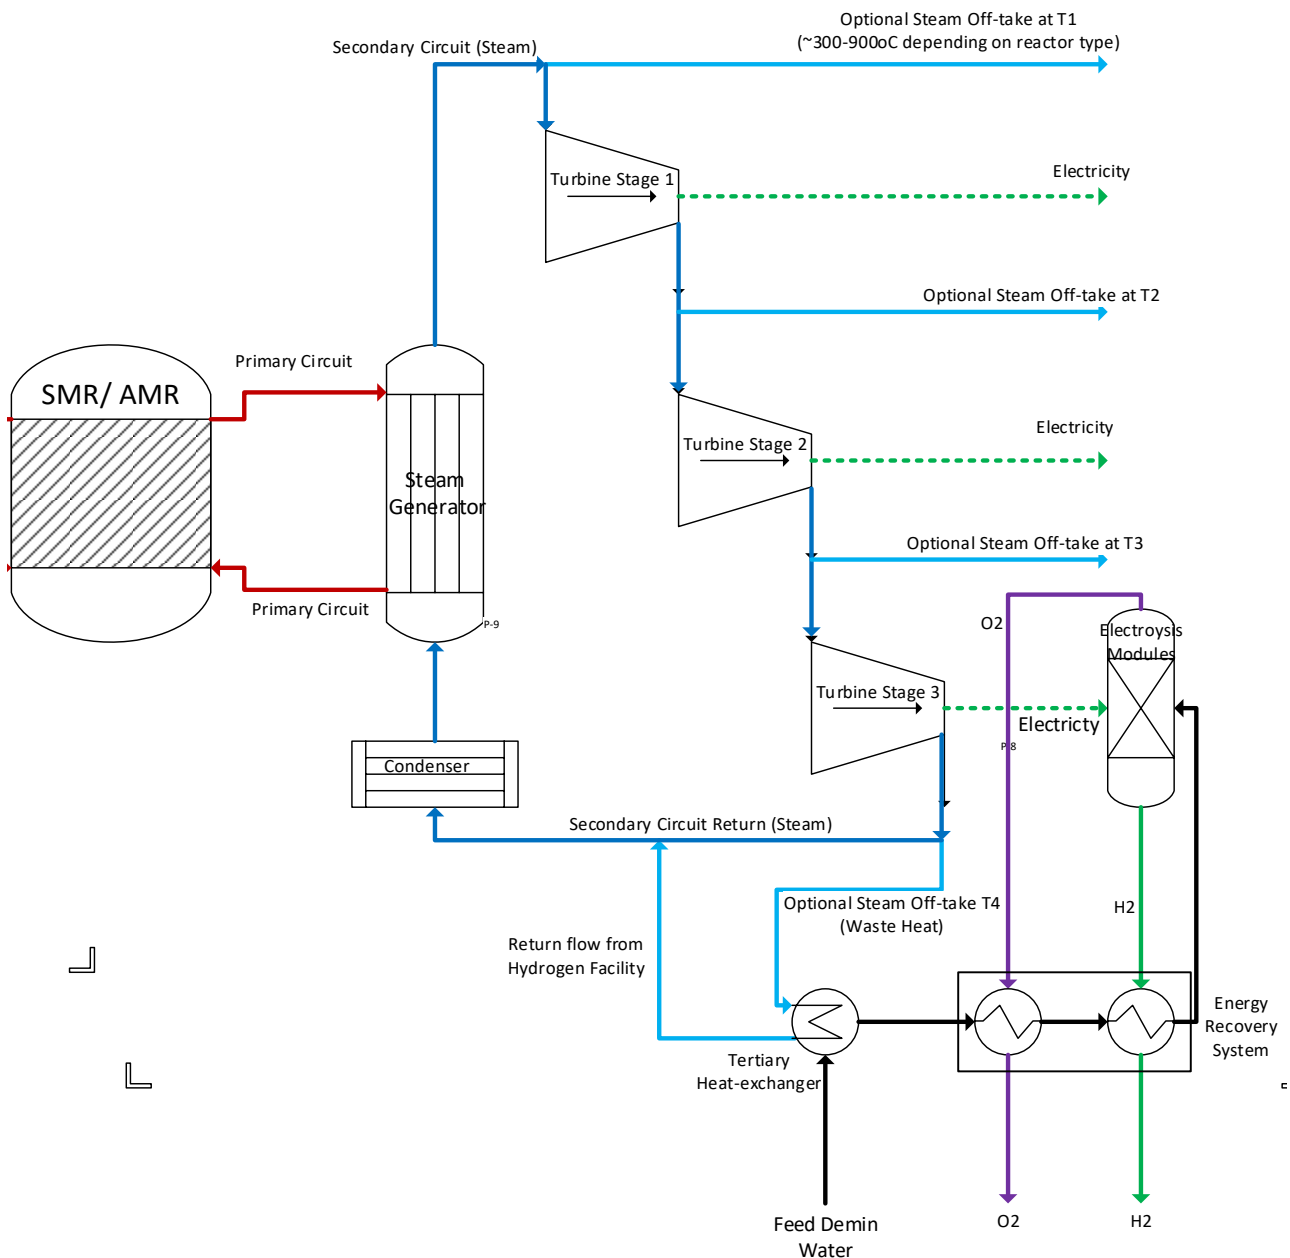 Optional Steam Off-take at T1
(~300-900oC depending on reactor type)
Secondary Circuit (Steam)
Turbine Stage 1
Electricity
Optional Steam Off-take at T2
Primary Circuit
SMR/ AMR
Steam
Generator
Turbine Stage 2
Electricity
Optional Steam Off-take at T3
Primary Circuit
P-9
O2
Electroysis
Modules
Turbine Stage 3
Electricty
P-8
Condenser
Secondary Circuit Return (Steam)
Optional Steam Off-take T4
(Waste Heat)
H2
Return flow from
Hydrogen Facility
Energy
Recovery
System
Tertiary
Heat-exchanger
Feed Demin
Water
O2
H2